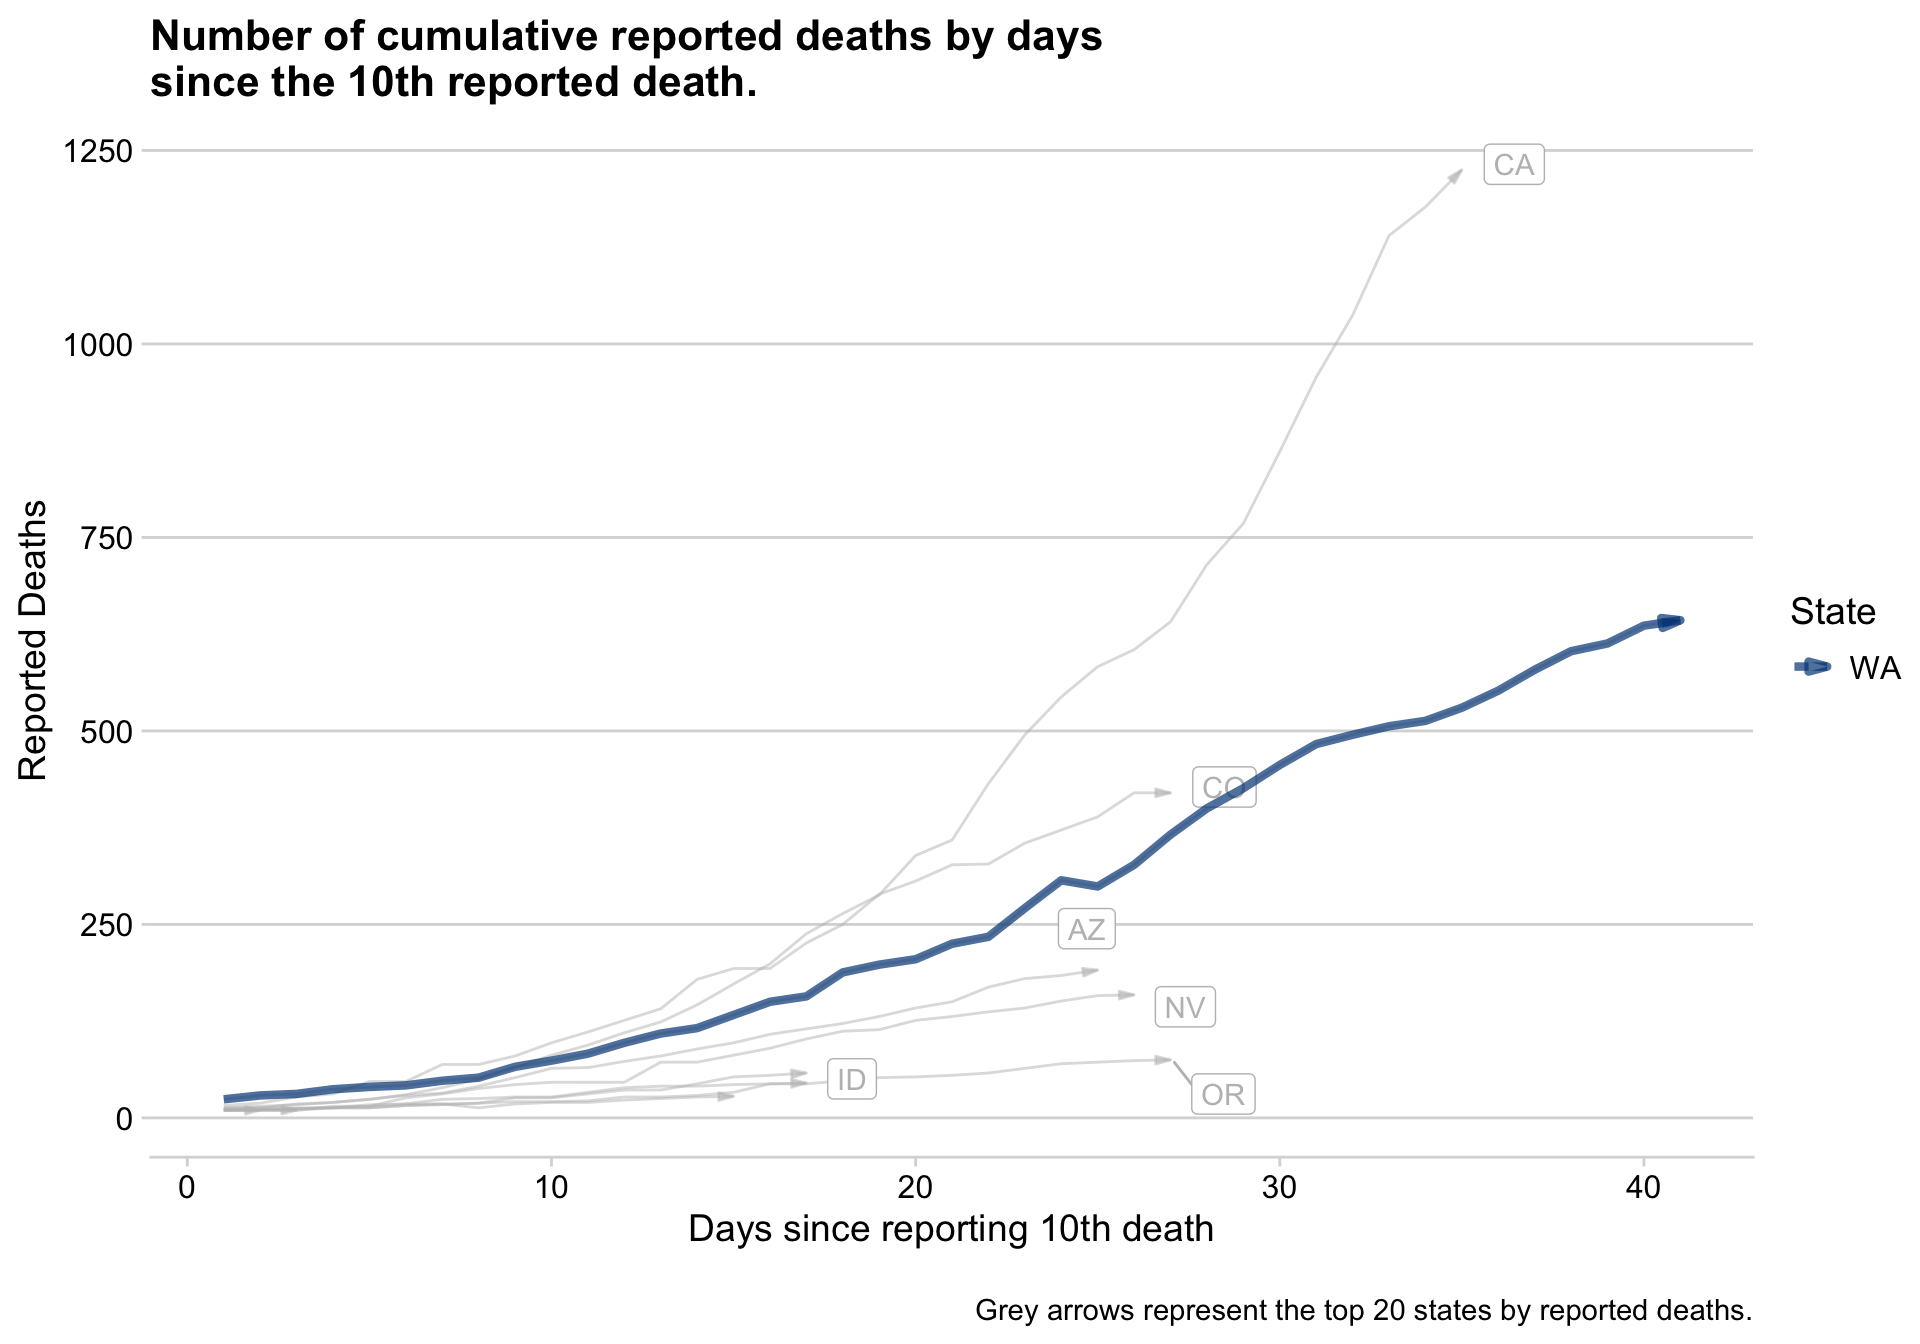 Number of cumulative reported deaths by days
since the 10th reported death.
1250
1000
750
500
250
0
Reported Deaths
CA
CO
AZ
NV
ID
OR
State
WA
0 10 20 30 40
Days since reporting 10th death
Grey arrows represent the top 20 states by reported deaths.